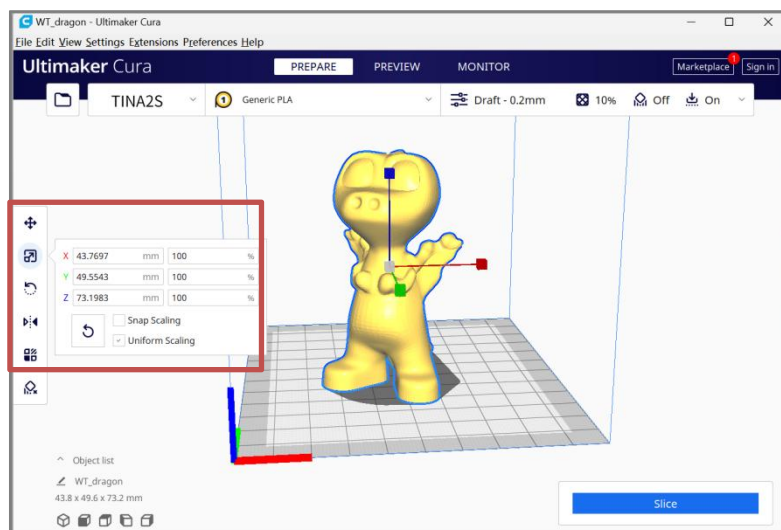 WT_dragon - Ultimaker Cura
File Edit View Settings Extensions Preferences Help
Ultimaker Cura PREPARE PREVIEW MONITOR Marketplace 1 Sign in
TINA2S 1 Generic PLA Draft - 0.2mm 10% Off On
X 43.7697 mm 100 %
Y 49.5543 mm 100 %
Z 73.1983 mm 100 %
Snap Scaling
Uniform Scaling
Object list
WT_dragon
43.8 x 49.6 x 73.2 mm
Slice